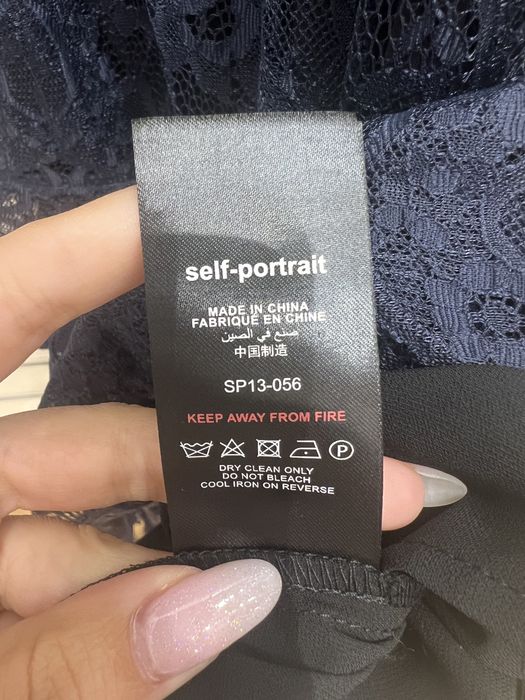 self-portrait
MADE IN CHINA
FABRIQUE EN CHINE
صنع في الصين
中国制造
SP13-056
KEEP AWAY FROM FIRE
P
DRY CLEAN ONLY
DO NOT BLEACH
COOL IRON ON REVERSE